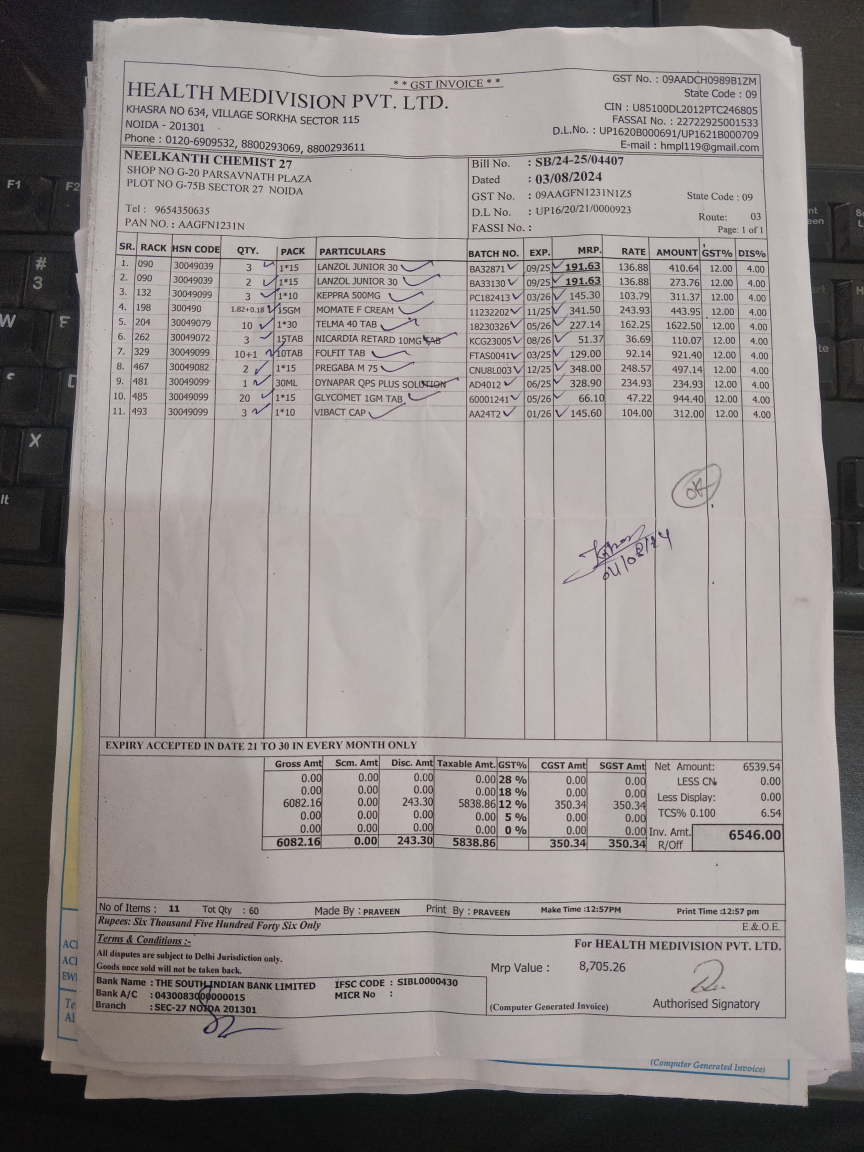 * * GST INVOICE * *
HEALTH MEDIVISION PVT. LTD.
KHASRA NO 634, VILLAGE SORKHA SECTOR 115
NOIDA - 201301
Phone : 0120-6909532, 8800293069, 8800293611
GST No. : 09AADCH0989B1ZM
State Code : 09
CIN : U85100DL2012PTC246805
FASSAI No. : 22722925001533
D.L.No. : UP1620B000691/UP1621B000709
E-mail : hmpl119@gmail.com
NEELKANTH CHEMIST 27
SHOP NO G-20 PARSAVNATH PLAZA
PLOT NO G-75B SECTOR 27 NOIDA
Tel : 9654350635
PAN NO. : AAGFN1231N
Bill No. : SB/24-25/04407
Dated : 03/08/2024
GST No. : 09AAGFN1231N1Z5 State Code : 09
D.L No. : UP16/20/21/0000923
Route: 03
FASSI No. : Page: 1 of 1
SR. RACK HSN CODE QTY. PACK PARTICULARS BATCH NO. EXP. MRP. RATE AMOUNT GST% DIS%
1. 090 30049039 3 1*15 LANZOL JUNIOR 30 BA32871 09/25 191.63 136.88 410.64 12.00 4.00
2. 090 30049039 2 1*15 LANZOL JUNIOR 30 BA33130 09/25 191.63 136.88 273.76 12.00 4.00
3. 132 30049099 3 1*10 KEPPRA 500MG PC182413 03/26 145.30 103.79 311.37 12.00 4.00
4. 198 300490 1.82+0.18 15GM MOMATE F CREAM 11232202 11/25 341.50 243.93 443.95 12.00 4.00
5. 204 30049079 10 1*30 TELMA 40 TAB 18230326 05/26 227.14 162.25 1622.50 12.00 4.00
6. 262 30049072 3 15TAB NICARDIA RETARD 10MG TAB KCG23005 08/26 51.37 36.69 110.07 12.00 4.00
7. 329 30049099 10+1 10TAB FOLFIT TAB FTAS0041 03/25 129.00 92.14 921.40 12.00 4.00
8. 467 30049082 2 1*15 PREGABA M 75 CNU8L003 12/25 348.00 248.57 497.14 12.00 4.00
9. 481 30049099 1 30ML DYNAPAR QPS PLUS SOLUTION AD4012 06/25 328.90 234.93 234.93 12.00 4.00
10. 485 30049099 20 1*15 GLYCOMET 1GM TAB 60001241 05/26 66.10 47.22 944.40 12.00 4.00
11. 493 30049099 3 1*10 VIBACT CAP AA24T2 01/26 145.60 104.00 312.00 12.00 4.00
OK
04/08/24
EXPIRY ACCEPTED IN DATE 21 TO 30 IN EVERY MONTH ONLY
Gross Amt Scm. Amt Disc. Amt Taxable Amt. GST% CGST Amt SGST Amt
0.00 0.00 0.00 0.00 28 % 0.00 0.00
0.00 0.00 0.00 0.00 18 % 0.00 0.00
6082.16 0.00 243.30 5838.86 12 % 350.34 350.34
0.00 0.00 0.00 0.00 5 % 0.00 0.00
0.00 0.00 0.00 0.00 0 % 0.00 0.00
6082.16 0.00 243.30 5838.86 350.34 350.34
Net Amount: 6539.54
LESS CN 0.00
Less Display: 0.00
TCS% 0.100 6.54
Inv. Amt. 6546.00
R/Off
No of Items : 11 Tot Qty : 60 Made By : PRAVEEN Print By : PRAVEEN Make Time :12:57PM Print Time :12:57 pm
Rupees: Six Thousand Five Hundred Forty Six Only E.&O.E.
Terms & Conditions :-
All disputes are subject to Delhi Jurisdiction only.
Goods once sold will not be taken back.
Bank Name : THE SOUTH INDIAN BANK LIMITED IFSC CODE : SIBL0000430
Bank A/C : 0430083000000015 MICR No :
Branch : SEC-27 NOIDA 201301
For HEALTH MEDIVISION PVT. LTD.
Mrp Value : 8,705.26
(Computer Generated Invoice) Authorised Signatory
(Computer Generated Invoice)
F1
F2
#
3
W
F
X